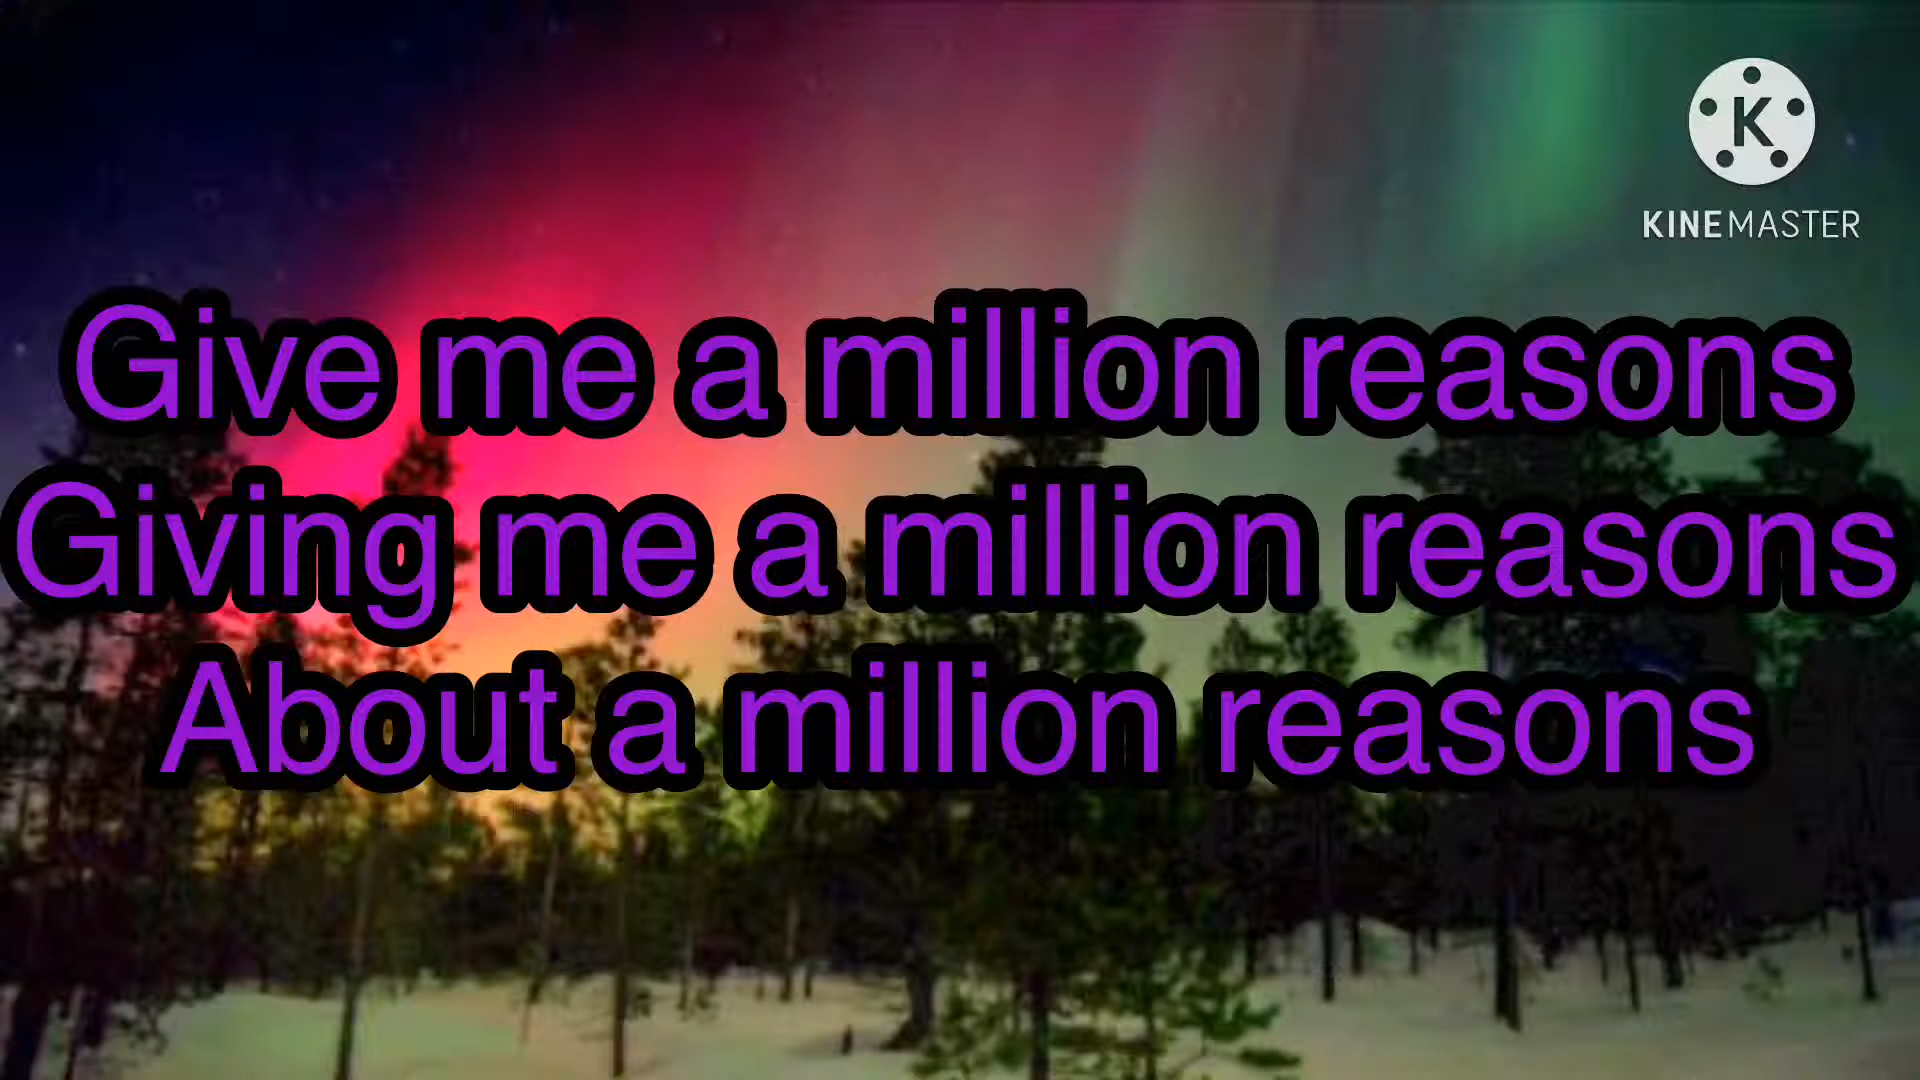 K
KINEMASTER
Give me a million reasons
Giving me a million reasons
About a million reasons